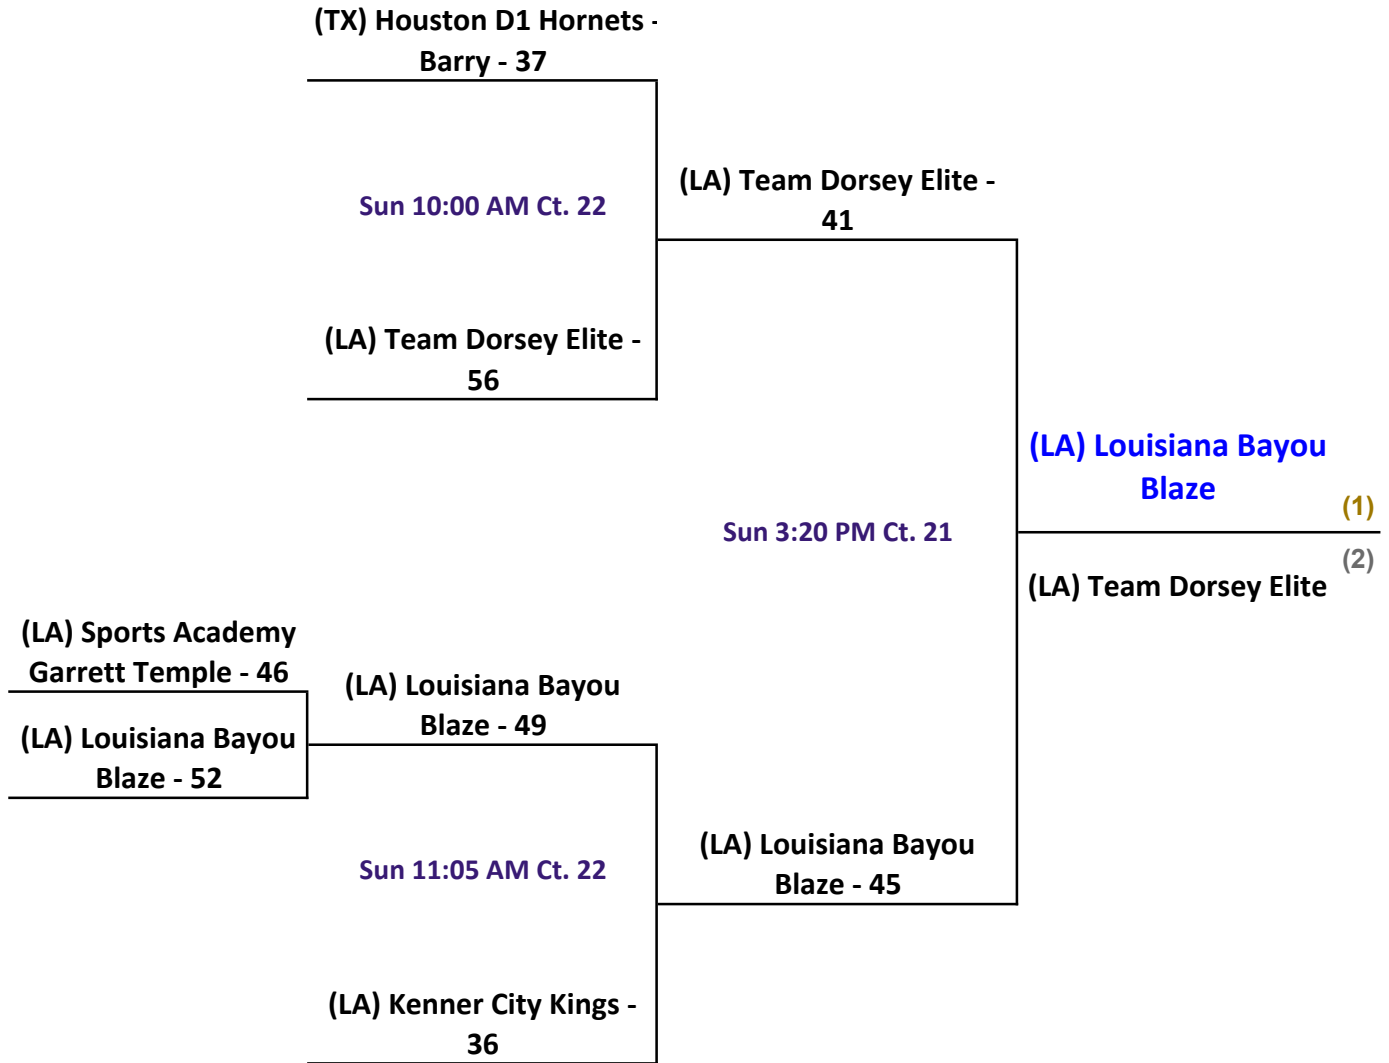 (TX) Houston D1 Hornets -
Barry - 37
Sun 10:00 AM Ct. 22
(LA) Team Dorsey Elite -
41
(LA) Team Dorsey Elite -
56
(LA) Louisiana Bayou
Blaze
(1)
Sun 3:20 PM Ct. 21
(2)
(LA) Team Dorsey Elite
(LA) Sports Academy
Garrett Temple - 46
(LA) Louisiana Bayou
Blaze - 49
(LA) Louisiana Bayou
Blaze - 52
Sun 11:05 AM Ct. 22
(LA) Louisiana Bayou
Blaze - 45
(LA) Kenner City Kings -
36